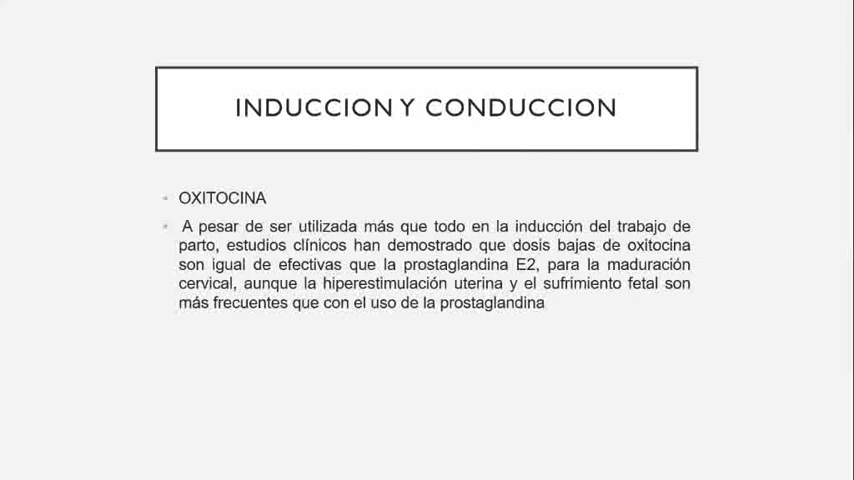 INDUCCION Y CONDUCCION
• OXITOCINA
• A pesar de ser utilizada más que todo en la inducción del trabajo de
parto, estudios clínicos han demostrado que dosis bajas de oxitocina
son igual de efectivas que la prostaglandina E2, para la maduración
cervical, aunque la hiperestimulación uterina y el sufrimiento fetal son
más frecuentes que con el uso de la prostaglandina